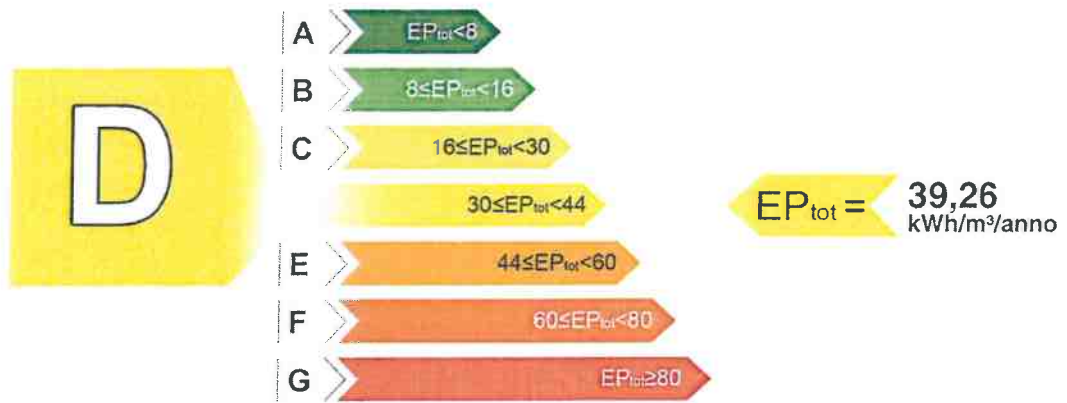 D
A EPtot<8
B 8≤EPtot<16
C 16≤EPtot<30
30≤EPtot<44
E 44≤EPtot<60
F 60≤EPtot<80
G EPtot≥80
EPtot = 39,26
kWh/m³/anno